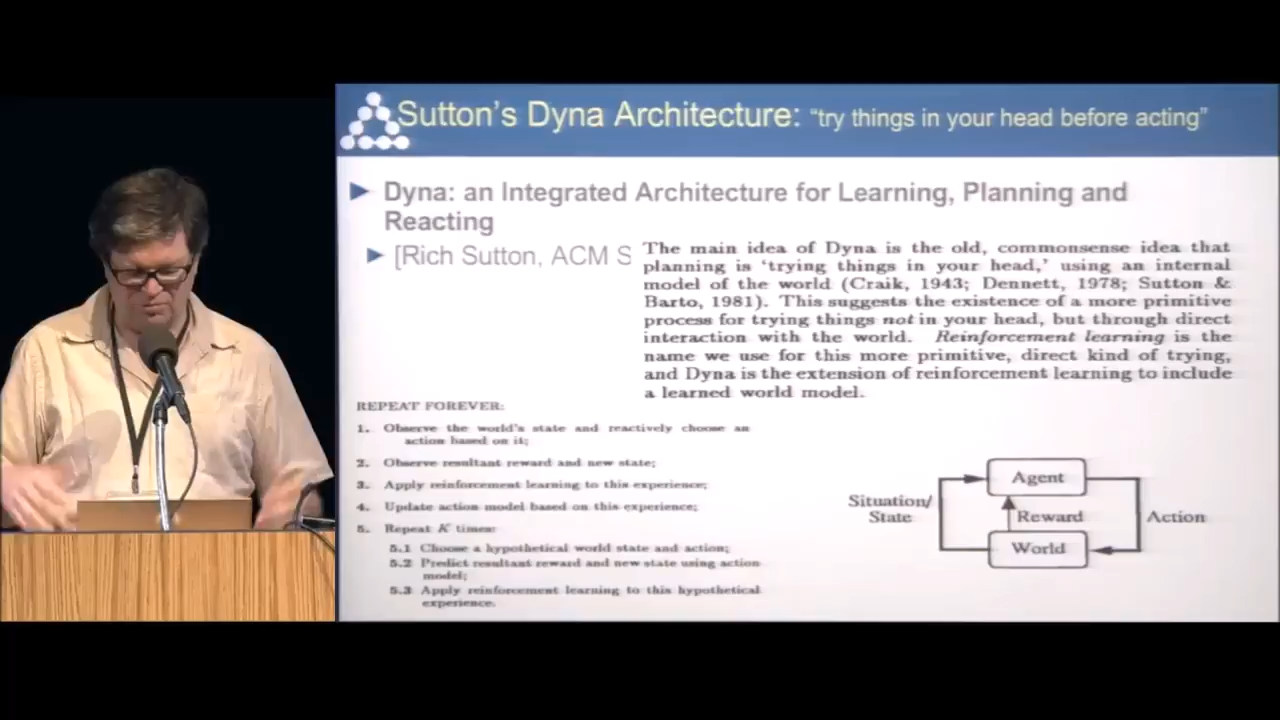 Sutton's Dyna Architecture: "try things in your head before acting"
Dyna: an Integrated Architecture for Learning, Planning and
Reacting
[Rich Sutton, ACM S
The main idea of Dyna is the old, commonsense idea that
planning is 'trying things in your head,' using an internal
model of the world (Craik, 1943; Dennett, 1978; Sutton &
Barto, 1981). This suggests the existence of a more primitive
process for trying things not in your head, but through direct
interaction with the world. Reinforcement learning is the
name we use for this more primitive, direct kind of trying,
and Dyna is the extension of reinforcement learning to include
a learned world model.
REPEAT FOREVER:
1. Observe the world's state and reactively choose an
action based on it;
2. Observe resultant reward and new state;
3. Apply reinforcement learning to this experience;
4. Update action model based on this experience;
5. Repeat K times:
5.1 Choose a hypothetical world state and action;
5.2 Predict resultant reward and new state using action
model;
5.3 Apply reinforcement learning to this hypothetical
experience.
Agent
Situation/
State
Reward
Action
World